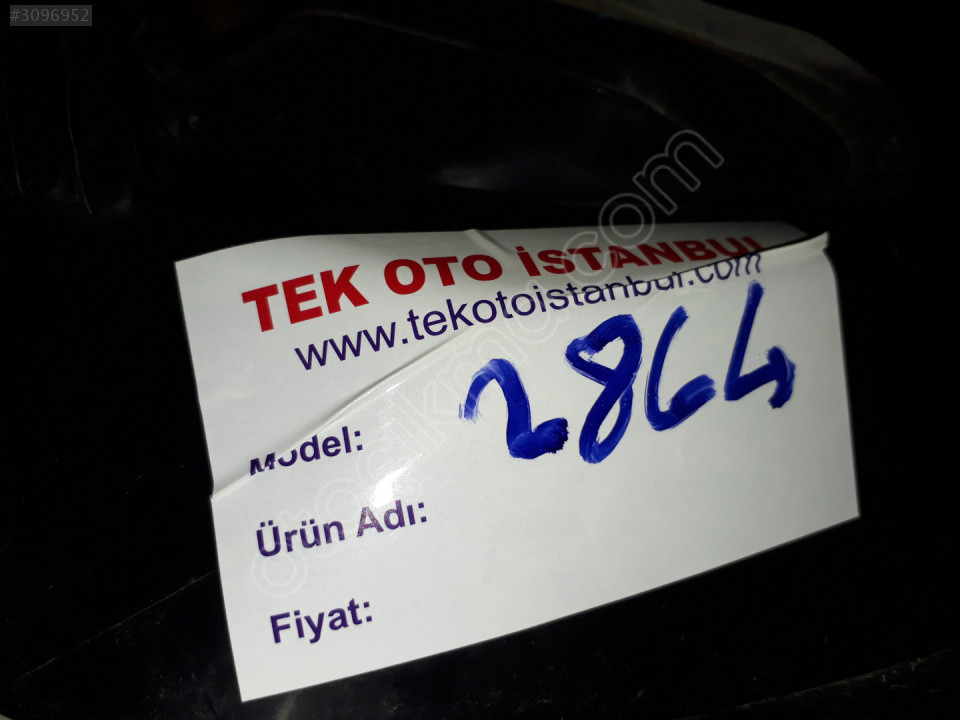 #3096952
TEK OTO İSTANBUL
www.tekotoistanbul.com
2864
Model:
Ürün Adı:
Fiyat: